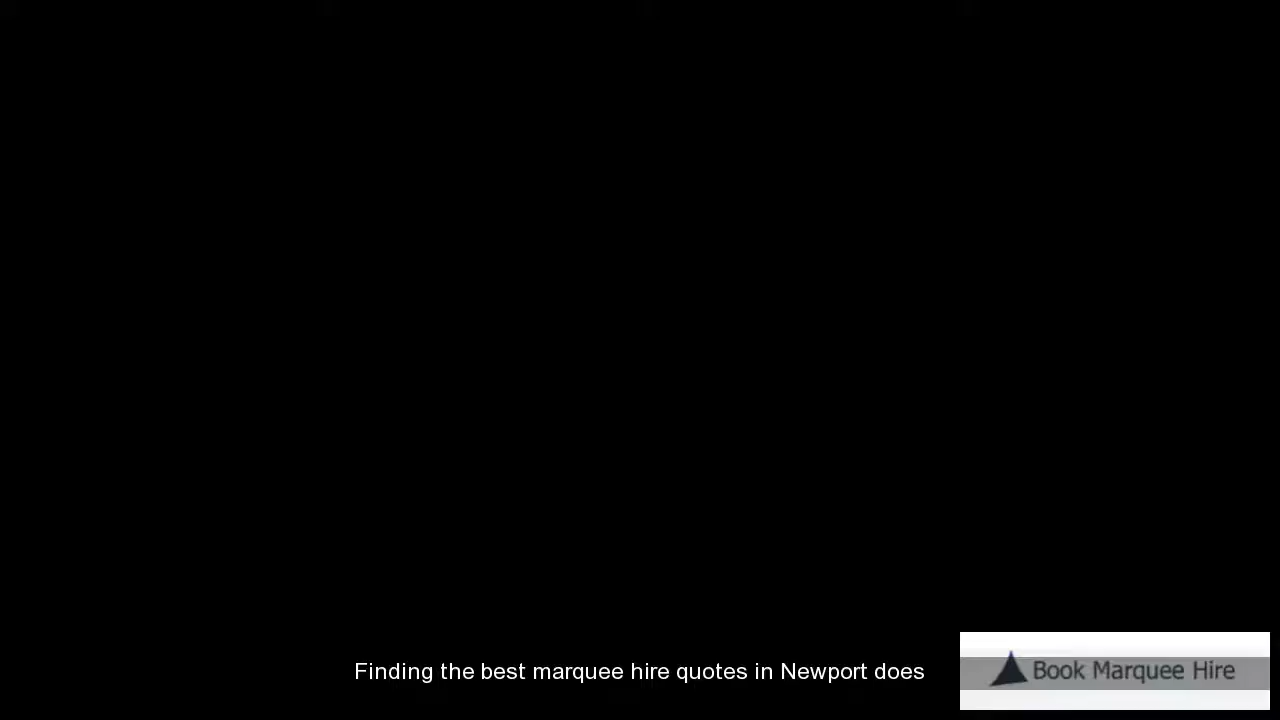 Finding the best marquee hire quotes in Newport does
Book Marquee Hire